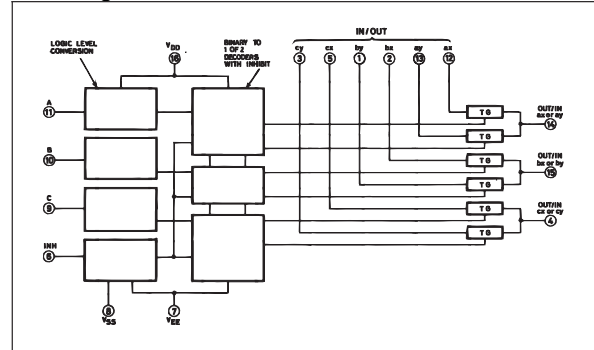 IN/OUT
LOGIC LEVEL
CONVERSION
VDD
16
BINARY TO
1 OF 2
DECODERS
WITH INHIBIT
cy cx by bx ay ax
3 5 1 2 13 12
A
11
TG
OUT/IN
ax or ay
14
TG
B
10
TG
OUT/IN
bx or by
15
TG
C
9
TG
OUT/IN
cx or cy
4
TG
INH
6
8
VSS
7
VEE